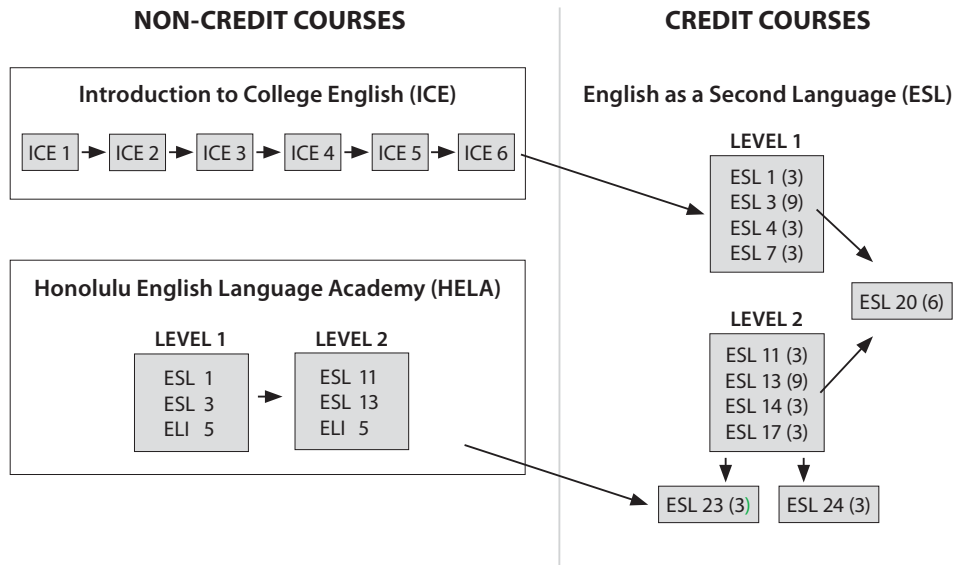 NON-CREDIT COURSES
CREDIT COURSES
Introduction to College English (ICE)
ICE 1
ICE 2
ICE 3
ICE 4
ICE 5
ICE 6
Honolulu English Language Academy (HELA)
LEVEL 1
ESL 1
ESL 3
ELI 5
LEVEL 2
ESL 11
ESL 13
ELI 5
English as a Second Language (ESL)
LEVEL 1
ESL 1 (3)
ESL 3 (9)
ESL 4 (3)
ESL 7 (3)
ESL 20 (6)
LEVEL 2
ESL 11 (3)
ESL 13 (9)
ESL 14 (3)
ESL 17 (3)
ESL 23 (3)
ESL 24 (3)